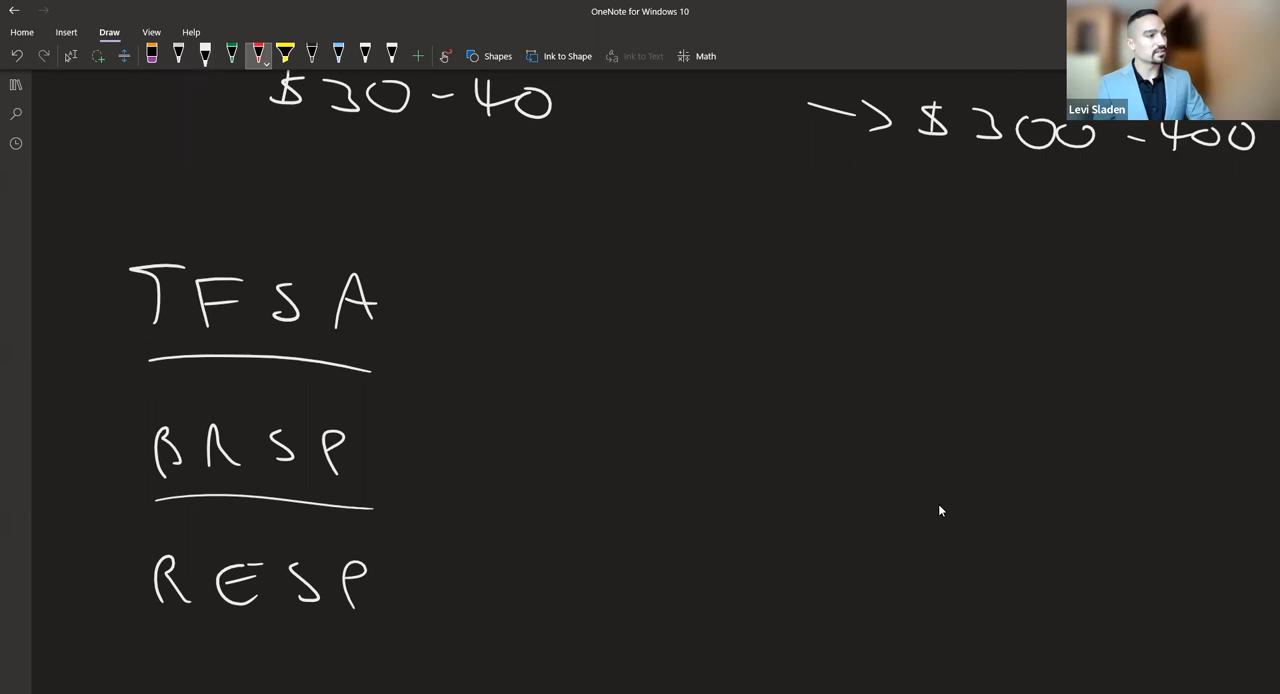 OneNote for Windows 10
Home Insert Draw View Help
Shapes Ink to Shape Ink to Text Math
Levi Sladen
$30-40
-> $300-400
TFSA
BRSP
RESP